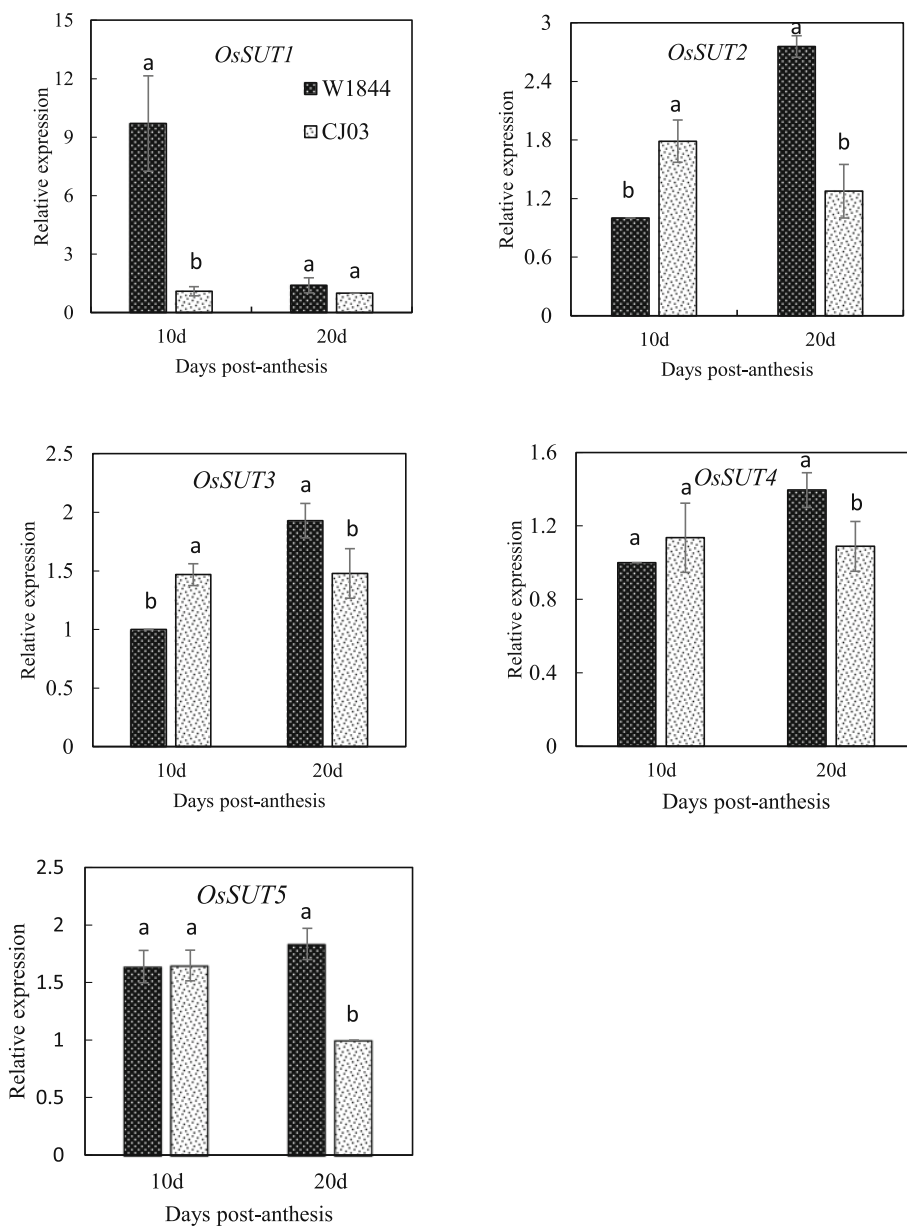 OsSUT1
W1844
CJ03
Relative expression
15
12
9
6
3
0
a
b
a
a
10d
20d
Days post-anthesis
OsSUT2
Relative expression
3
2.4
1.8
1.2
0.6
0
b
a
a
b
10d
20d
Days post-anthesis
OsSUT3
Relative expression
2.5
2
1.5
1
0.5
0
b
a
a
b
10d
20d
Days post-anthesis
OsSUT4
Relative expression
1.6
1.2
0.8
0.4
0
a
a
a
b
10d
20d
Days post-anthesis
OsSUT5
Relative expression
2.5
2
1.5
1
0.5
0
a
a
a
b
10d
20d
Days post-anthesis